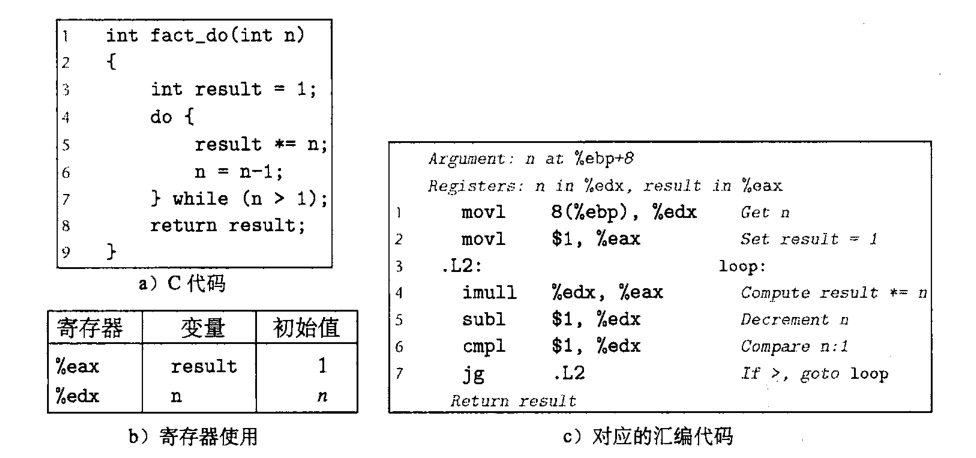 1 int fact_do(int n)
2 {
3 int result = 1;
4 do {
5 result *= n;
6 n = n-1;
7 } while (n > 1);
8 return result;
9 }
a) C 代码
寄存器 变量 初始值
%eax result 1
%edx n n
b) 寄存器使用
Argument: n at %ebp+8
Registers: n in %edx, result in %eax
1 movl 8(%ebp), %edx Get n
2 movl $1, %eax Set result = 1
3 .L2: loop:
4 imull %edx, %eax Compute result *= n
5 subl $1, %edx Decrement n
6 cmpl $1, %edx Compare n:1
7 jg .L2 If >, goto loop
Return result
c) 对应的汇编代码